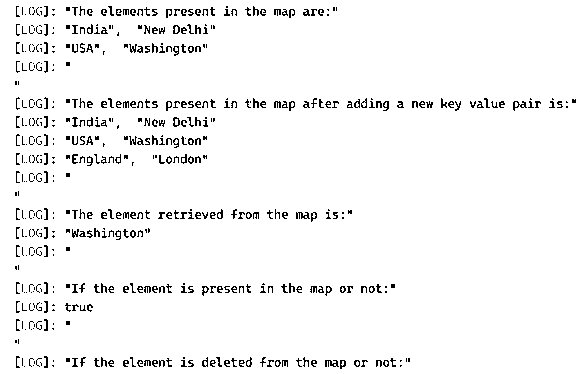 [LOG]: "The elements present in the map are:"
[LOG]: "India",  "New Delhi"
[LOG]: "USA",  "Washington"
[LOG]: "
"
[LOG]: "The elements present in the map after adding a new key value pair is:"
[LOG]: "India",  "New Delhi"
[LOG]: "USA",  "Washington"
[LOG]: "England",  "London"
[LOG]: "
"
[LOG]: "The element retrieved from the map is:"
[LOG]: "Washington"
[LOG]: "
"
[LOG]: "If the element is present in the map or not:"
[LOG]: true
[LOG]: "
"
[LOG]: "If the element is deleted from the map or not:"